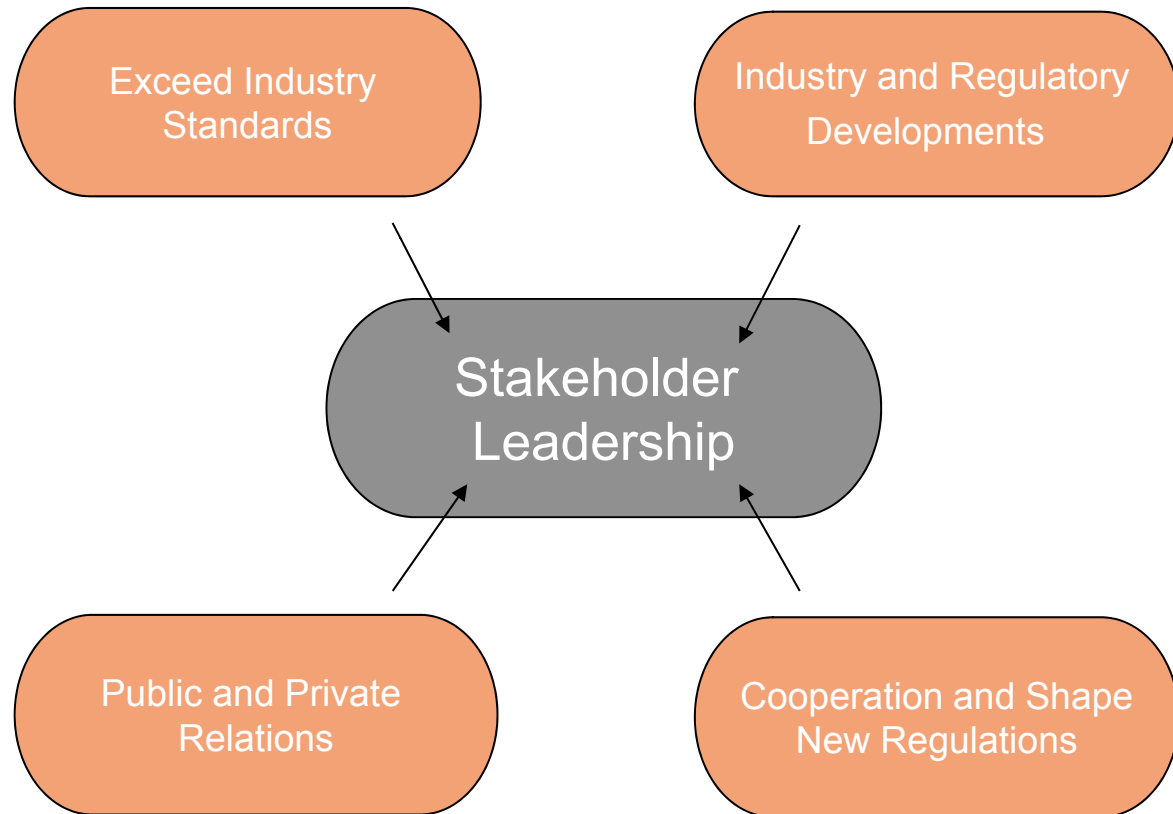 Exceed Industry
Standards
Industry and Regulatory
Developments
Stakeholder
Leadership
Public and Private
Relations
Cooperation and Shape
New Regulations